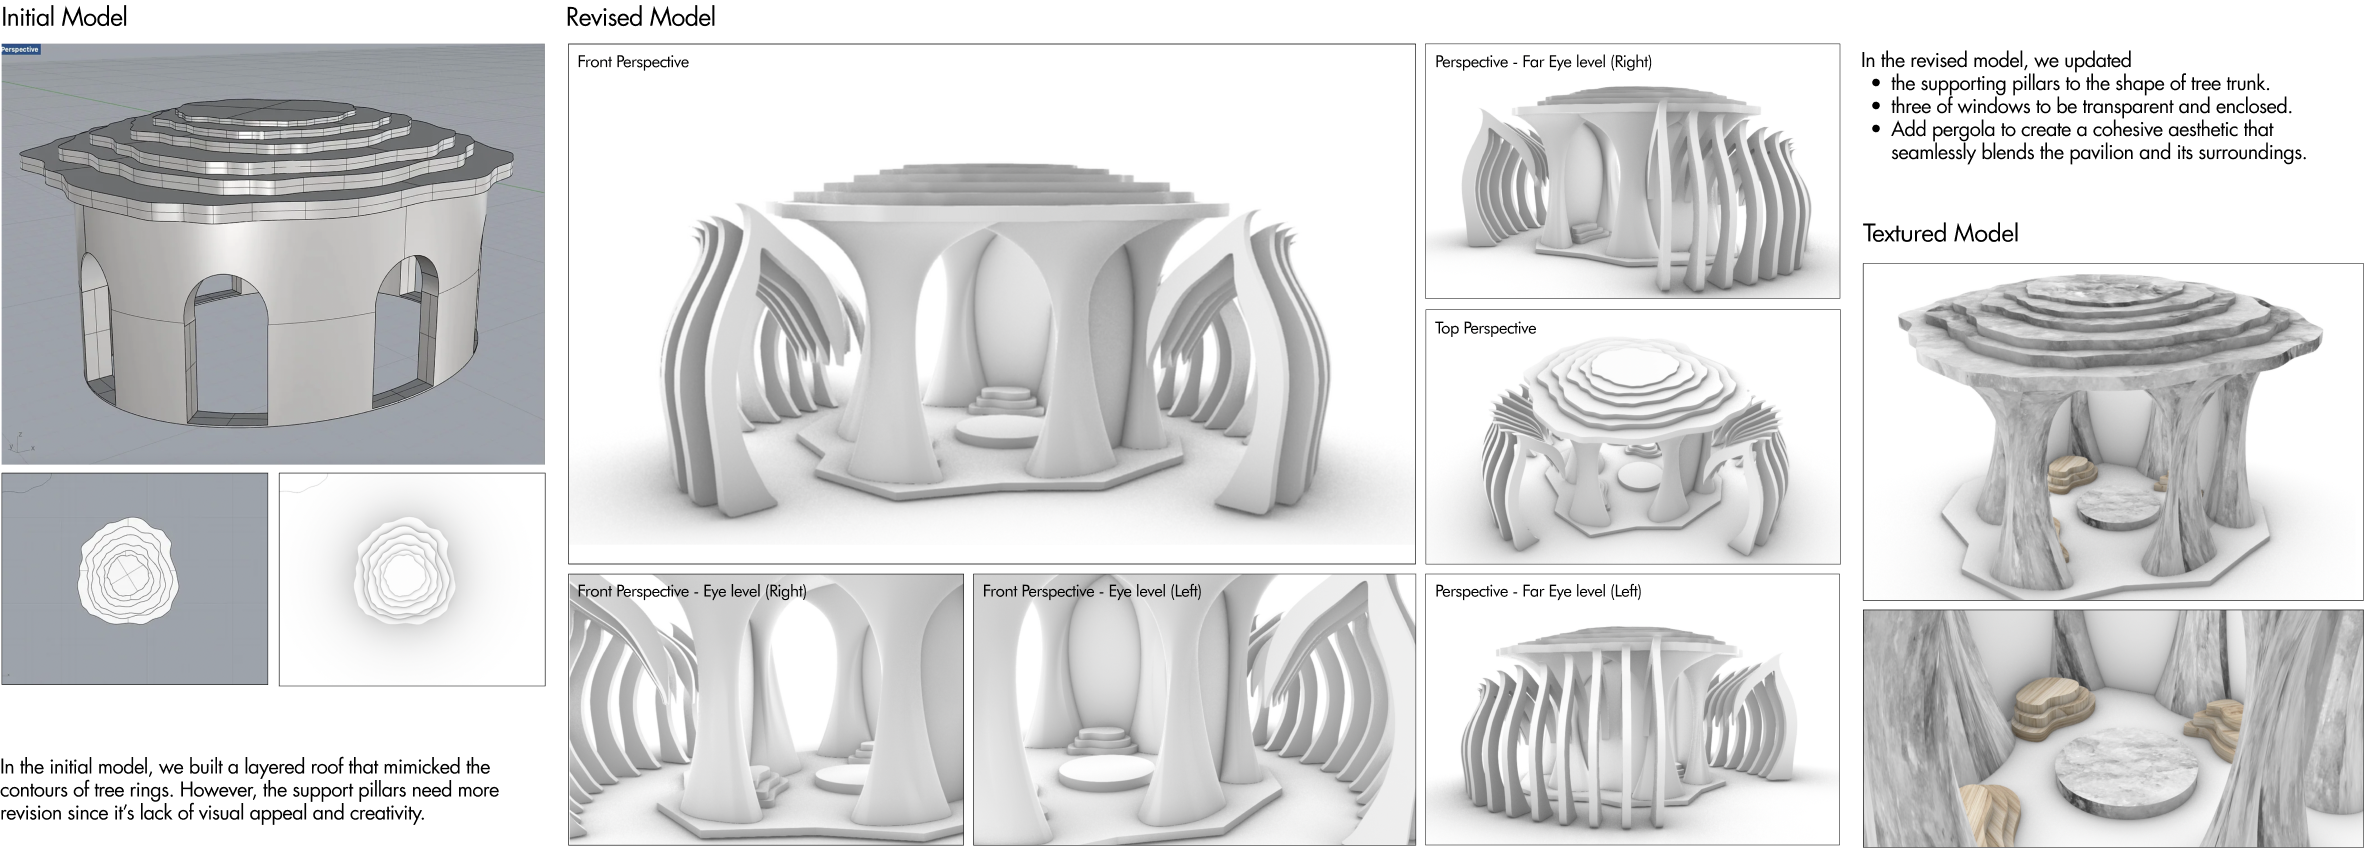 Initial Model
Perspective
z
y
x
In the initial model, we built a layered roof that mimicked the
contours of tree rings. However, the support pillars need more
revision since it's lack of visual appeal and creativity.
Revised Model
Front Perspective
Front Perspective - Eye level (Right)
Front Perspective - Eye level (Left)
Perspective - Far Eye level (Right)
Top Perspective
Perspective - Far Eye level (Left)
In the revised model, we updated
• the supporting pillars to the shape of tree trunk.
• three of windows to be transparent and enclosed.
• Add pergola to create a cohesive aesthetic that
seamlessly blends the pavilion and its surroundings.
Textured Model